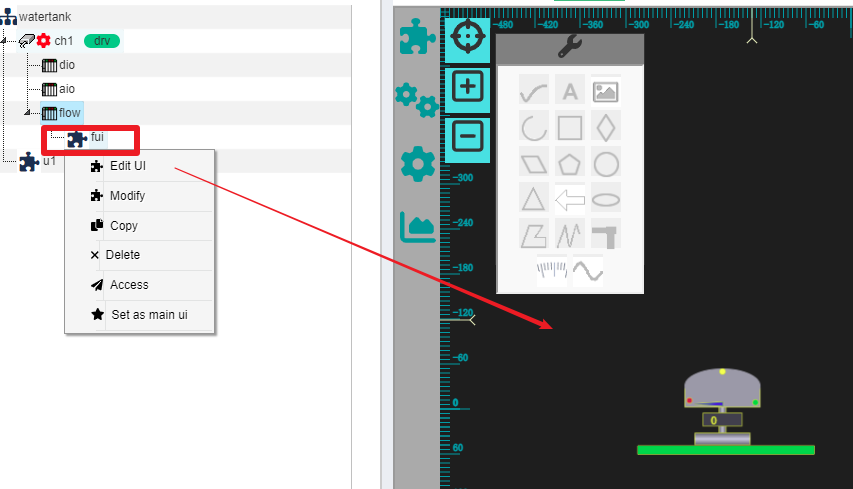 watertank
ch1 drv
dio
aio
flow
fui
u1
Edit UI
Modify
Copy
Delete
Access
Set as main ui
-480 -420 -360 -300 -240 -180 -120 -60
A
-300
-240
-180
-120
-60
0
60
0